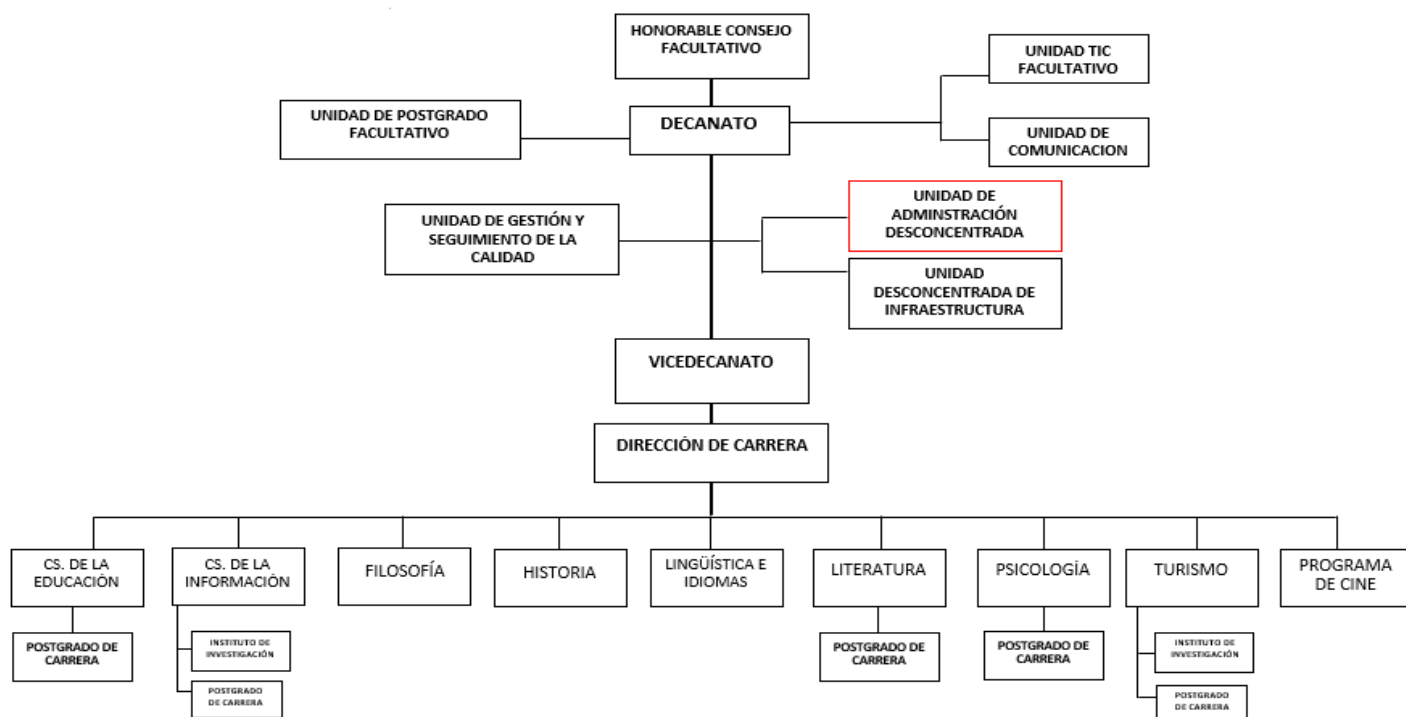 HONORABLE CONSEJO
FACULTATIVO
UNIDAD TIC
FACULTATIVO
UNIDAD DE POSTGRADO
FACULTATIVO
DECANATO
UNIDAD DE
COMUNICACION
UNIDAD DE GESTIÓN Y
SEGUIMIENTO DE LA
CALIDAD
UNIDAD DE
ADMINSTRACIÓN
DESCONCENTRADA
UNIDAD
DESCONCENTRADA DE
INFRAESTRUCTURA
VICEDECANATO
DIRECCIÓN DE CARRERA
CS. DE LA
EDUCACIÓN
CS. DE LA
INFORMACIÓN
FILOSOFÍA
HISTORIA
LINGÜÍSTICA E
IDIOMAS
LITERATURA
PSICOLOGÍA
TURISMO
PROGRAMA
DE CINE
POSTGRADO DE
CARRERA
INSTITUTO DE
INVESTIGACIÓN
POSTGRADO
DE CARRERA
POSTGRADO DE
CARRERA
POSTGRADO DE
CARRERA
INSTITUTO DE
INVESTIGACIÓN
POSTGRADO
DE CARRERA